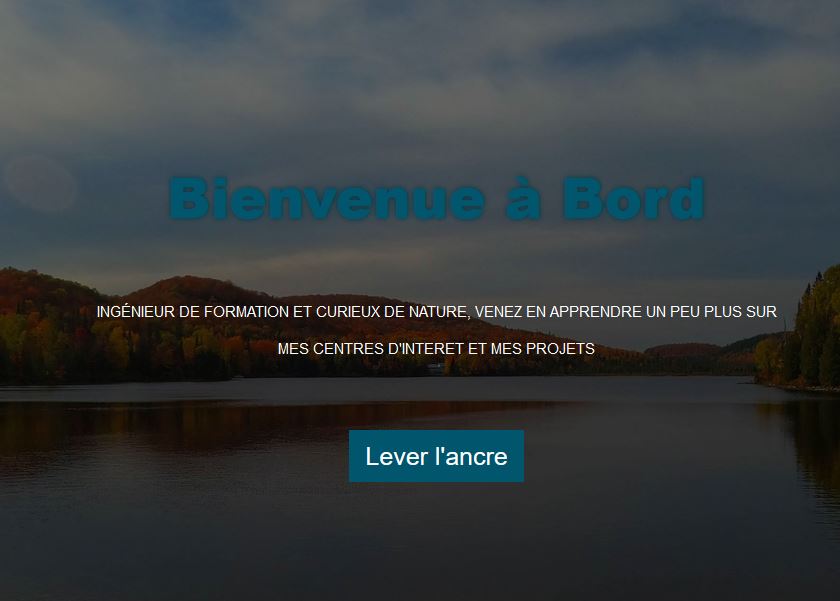 Bienvenue à Bord
INGÉNIEUR DE FORMATION ET CURIEUX DE NATURE, VENEZ EN APPRENDRE UN PEU PLUS SUR
MES CENTRES D'INTERET ET MES PROJETS
Lever l'ancre